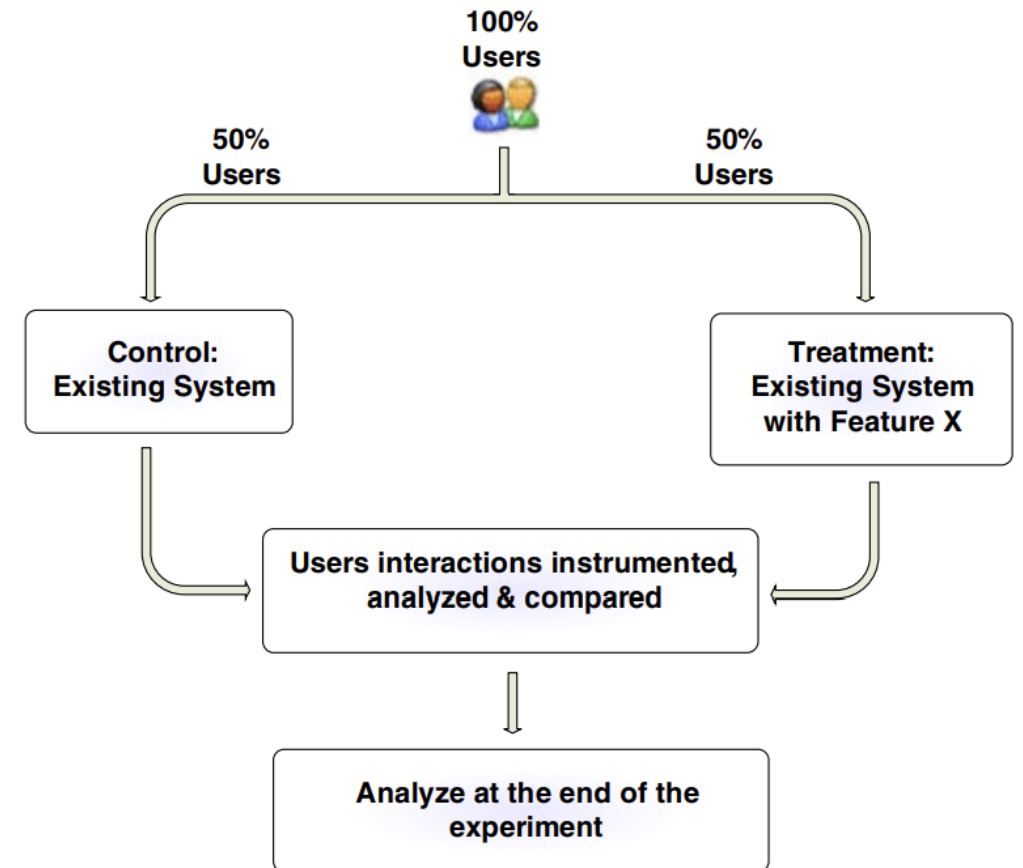 100%
Users
50%
Users
50%
Users
Control:
Existing System
Treatment:
Existing System
with Feature X
Users interactions instrumented,
analyzed & compared
Analyze at the end of the
experiment